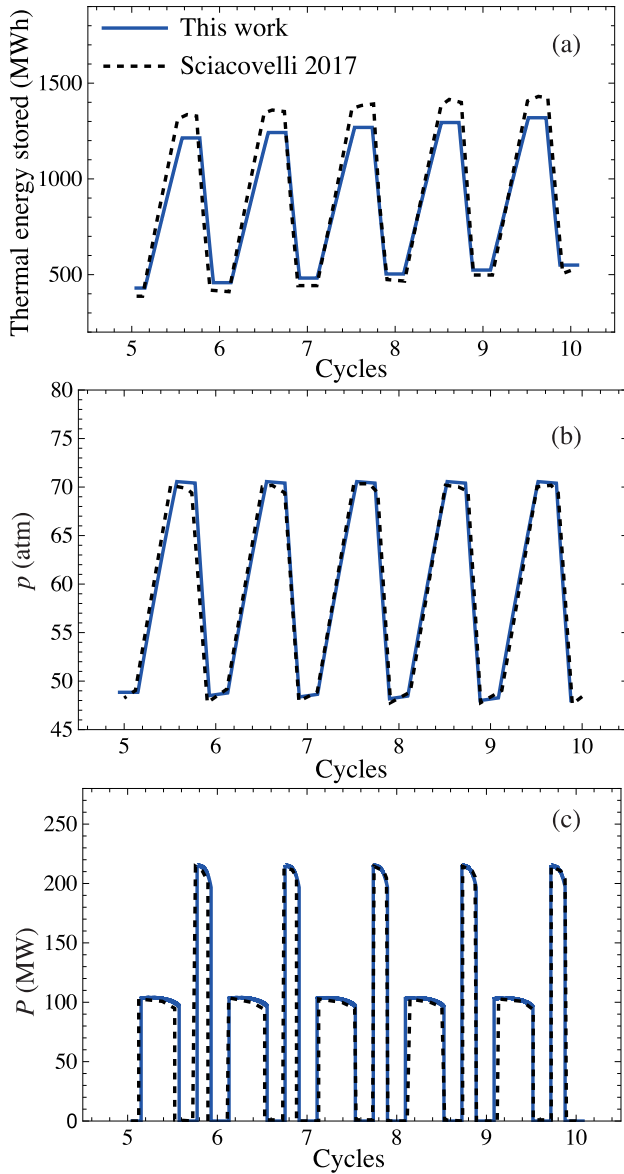 This work
Sciacovelli 2017
(a)
Thermal energy stored (MWh)
1500
1000
500
5 6 7 8 9 10
Cycles
(b)
p (atm)
80
75
70
65
60
55
50
45
5 6 7 8 9 10
Cycles
(c)
P (MW)
250
200
150
100
50
0
5 6 7 8 9 10
Cycles